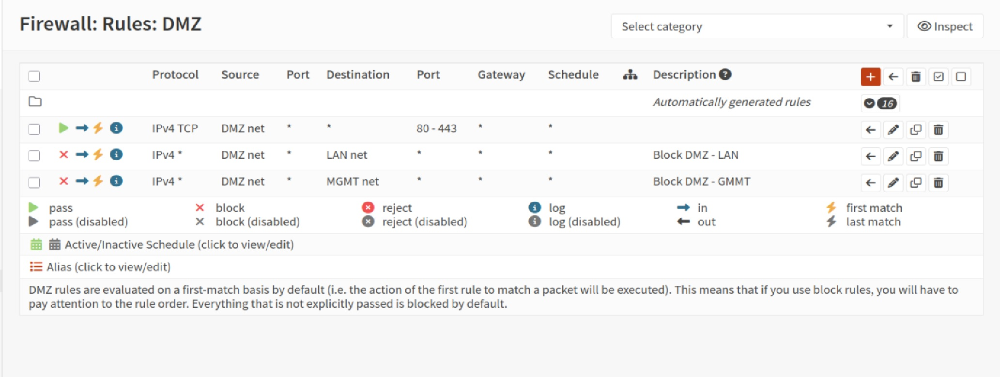 Firewall: Rules: DMZ
Select category
Inspect
Protocol Source Port Destination Port Gateway Schedule Description
Automatically generated rules 16
IPv4 TCP DMZ net * * 80 - 443 * *
IPv4 * DMZ net * LAN net * * * Block DMZ - LAN
IPv4 * DMZ net * MGMT net * * * Block DMZ - GMMT
pass block reject log in first match
pass (disabled) block (disabled) reject (disabled) log (disabled) out last match
Active/Inactive Schedule (click to view/edit)
Alias (click to view/edit)
DMZ rules are evaluated on a first-match basis by default (i.e. the action of the first rule to match a packet will be executed). This means that if you use block rules, you will have to
pay attention to the rule order. Everything that is not explicitly passed is blocked by default.